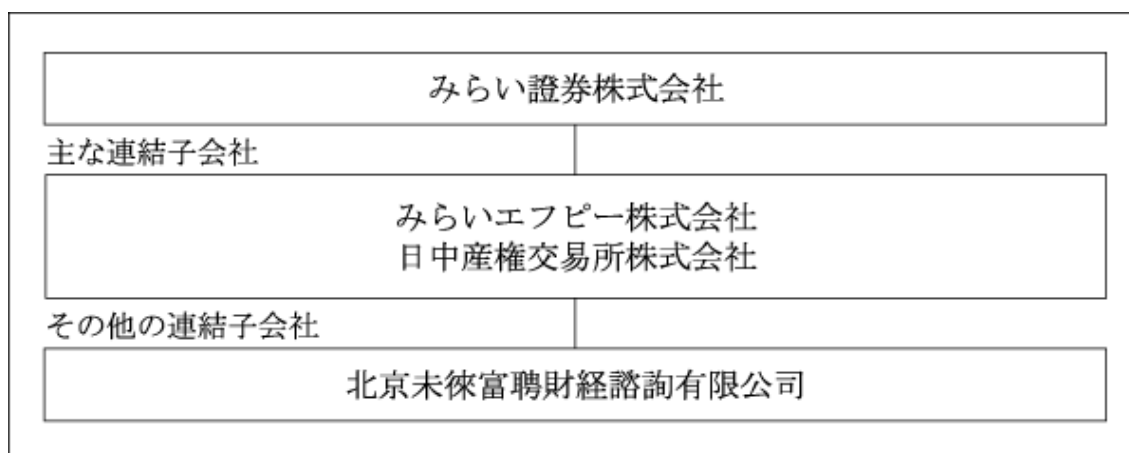 みらい證券株式会社
主な連結子会社
みらいエフピー株式会社
日中産権交易所株式会社
その他の連結子会社
北京未徠富聘財経諮詢有限公司